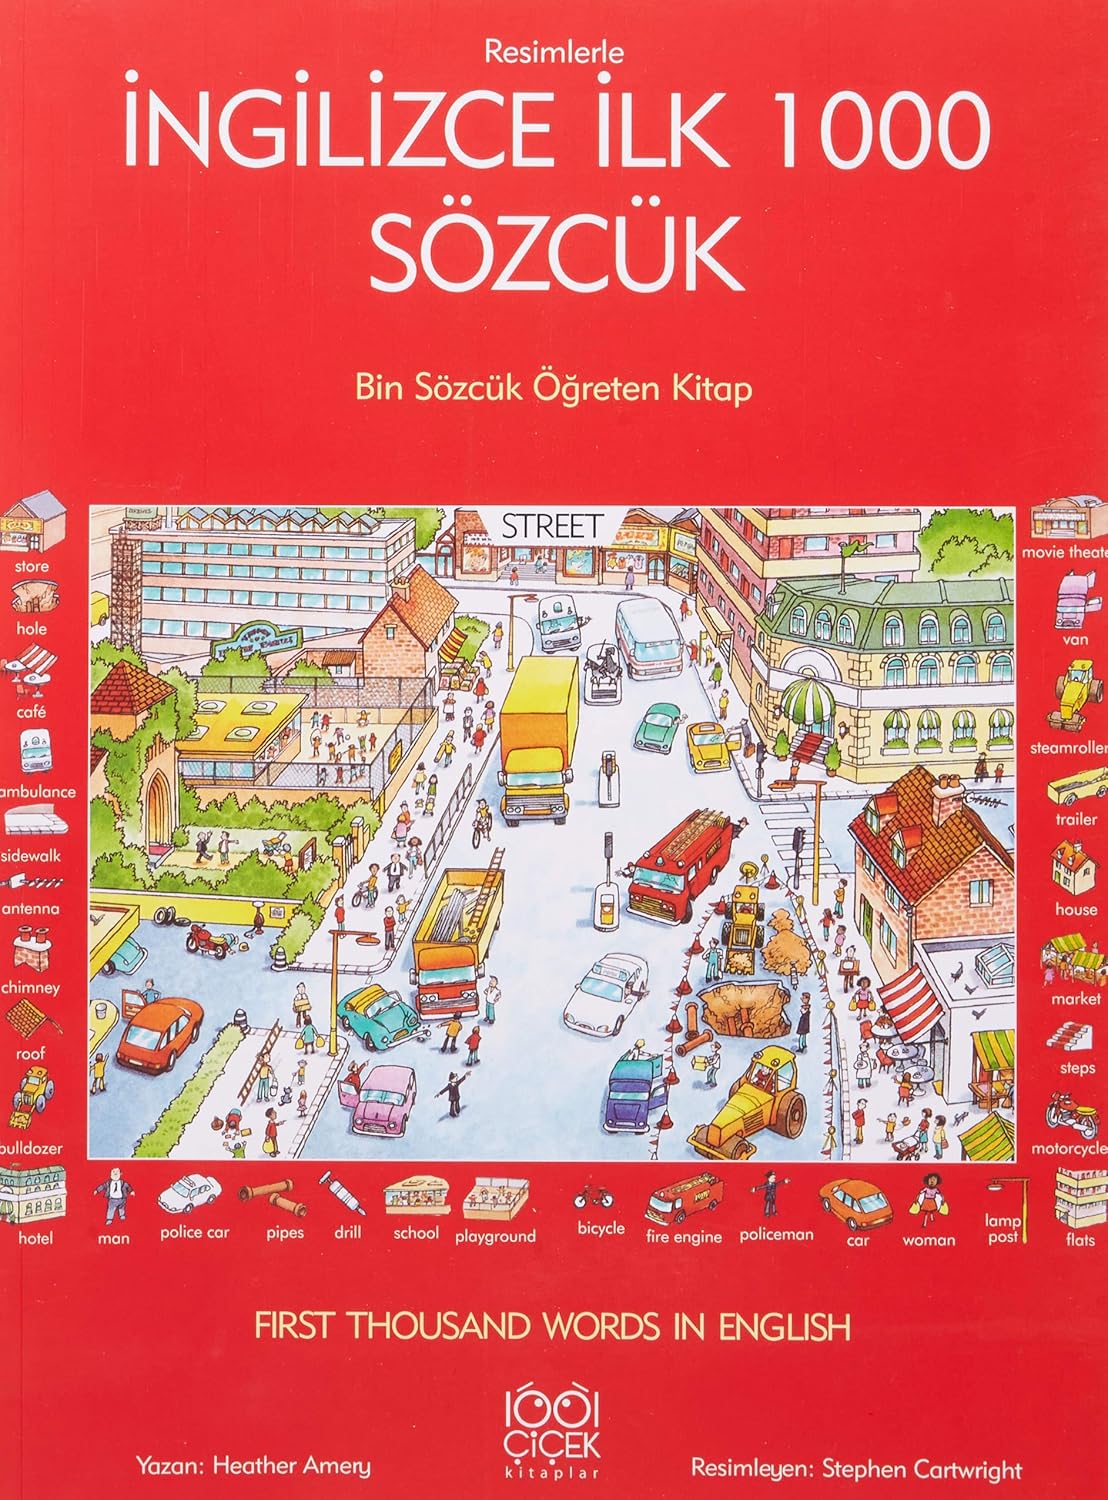 Resimlerle
İNGİLİZCE İLK 1000
SÖZCÜK
Bin Sözcük Öğreten Kitap
STREET
store
hole
café
ambulance
sidewalk
antenna
chimney
roof
bulldozer
hotel
man
police car
pipes
drill
school
playground
bicycle
fire engine
policeman
car
woman
lamp
post
flats
movie theate
van
steamroller
trailer
house
market
steps
motorcycle
FIRST THOUSAND WORDS IN ENGLISH
1001
ÇİÇEK
kitaplar
Yazan: Heather Amery
Resimleyen: Stephen Cartwright